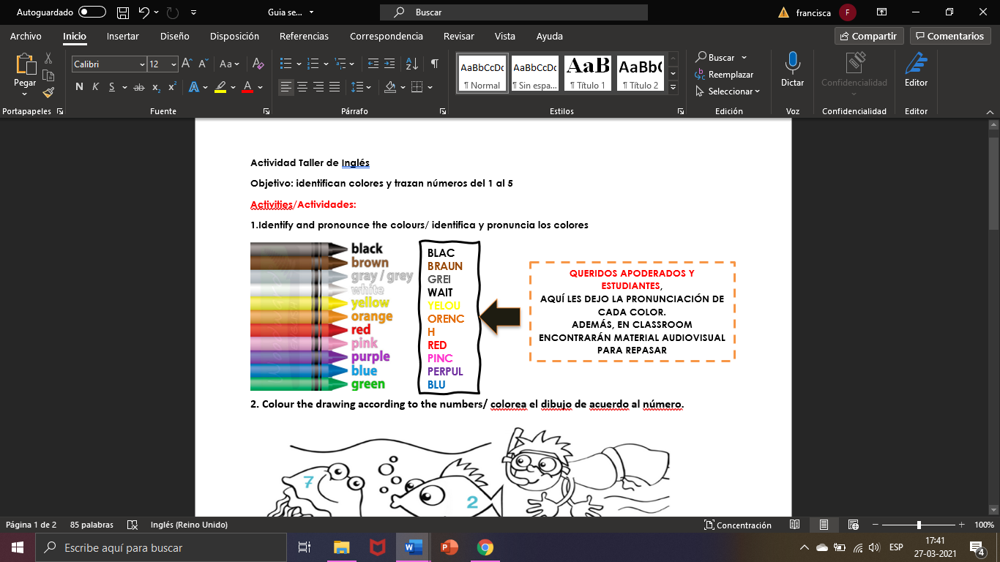 Autoguardado
Guia se...
Buscar
francisca
F
Archivo Inicio Insertar Diseño Disposición Referencias Correspondencia Revisar Vista Ayuda
Compartir
Comentarios
Pegar
Portapapeles
Calibri
12
A A Aa A
N K S ab x₂ x² A A
Fuente
Párrafo
AaBbCcDc
¶ Normal
AaBbCcDc
¶ Sin espa...
AaB
¶ Título 1
AaBbC
¶ Título 2
Estilos
Buscar
Reemplazar
Seleccionar
Edición
Dictar
Voz
Confidencialidad
Confidencialidad
Editor
Editor
Actividad Taller de Inglés
Objetivo: identifican colores y trazan números del 1 al 5
Activities/Actividades:
1.Identify and pronounce the colours/ identifica y pronuncia los colores
black
brown
gray / grey
white
yellow
orange
red
pink
purple
blue
green
BLAC
BRAUN
GREI
WAIT
YELOU
ORENC
H
RED
PINC
PERPUL
BLU
QUERIDOS APODERADOS Y
ESTUDIANTES,
AQUÍ LES DEJO LA PRONUNCIACIÓN DE
CADA COLOR.
ADEMÁS, EN CLASSROOM
ENCONTRARÁN MATERIAL AUDIOVISUAL
PARA REPASAR
2. Colour the drawing according to the numbers/ colorea el dibujo de acuerdo al número.
7
2
Página 1 de 2
85 palabras
Inglés (Reino Unido)
Concentración
100%
Escribe aquí para buscar
ESP
17:41
27-03-2021
4